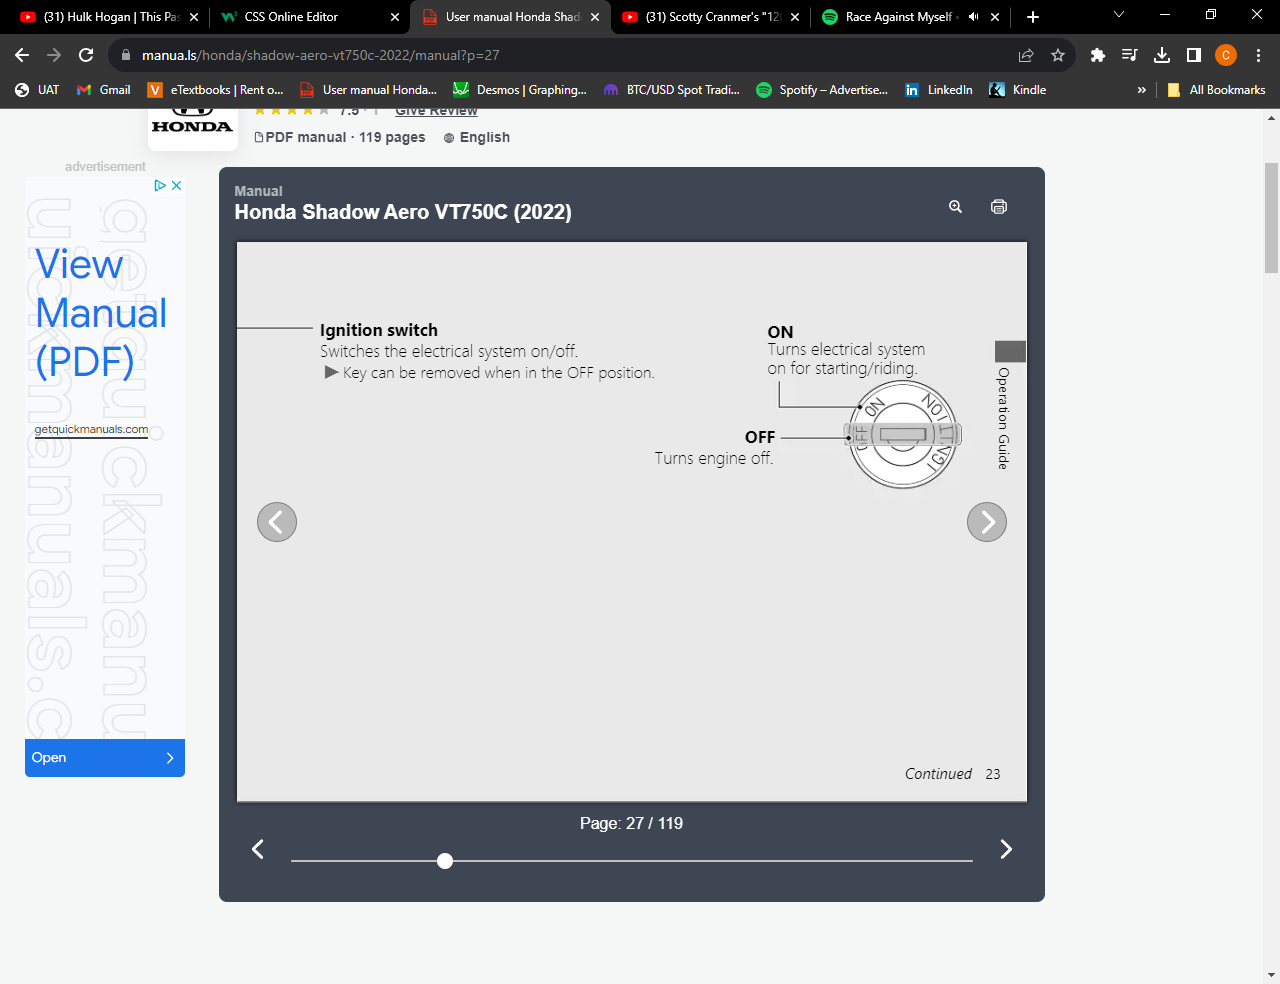 (31) Hulk Hogan | This Pa
CSS Online Editor
User manual Honda Shad
(31) Scotty Cranmer's "12
Race Against Myself
manua.ls/honda/shadow-aero-vt750c-2022/manual?p=27
C
UAT
Gmail
eTextbooks | Rent o...
User manual Honda...
Desmos | Graphing...
BTC/USD Spot Tradi...
Spotify – Advertise...
LinkedIn
Kindle
»
All Bookmarks
HONDA
7.5
Give Review
PDF manual · 119 pages
English
advertisement
getquickmanuals.c
getquickmanu
View
Manual
(PDF)
getquickmanuals.com
Open
Manual
Honda Shadow Aero VT750C (2022)
Ignition switch
Switches the electrical system on/off.
▶ Key can be removed when in the OFF position.
ON
Turns electrical system
on for starting/riding.
OFF
Turns engine off.
ON
OFF
Operation Guide
Continued 23
Page: 27 / 119